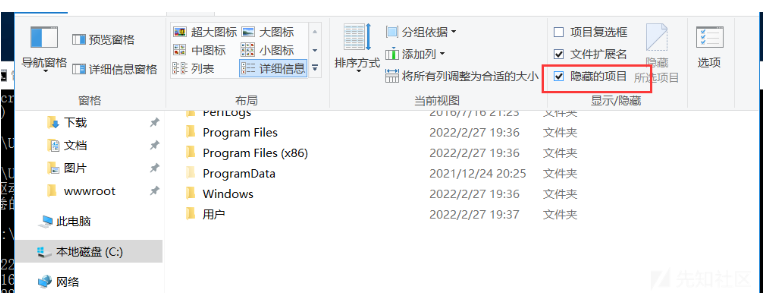 预览窗格
导航窗格
详细信息窗格
窗格
超大图标 大图标
中图标 小图标
列表 详细信息
布局
排序方式
分组依据
添加列
将所有列调整为合适的大小
当前视图
项目复选框
文件扩展名
隐藏的项目
隐藏
所选项目
显示/隐藏
选项
下载
文档
图片
wwwroot
此电脑
本地磁盘 (C:)
网络
PerfLogs 2016/7/16 21:23 文件夹
Program Files 2022/2/27 19:36 文件夹
Program Files (x86) 2022/2/27 19:36 文件夹
ProgramData 2021/12/24 20:25 文件夹
Windows 2022/2/27 19:36 文件夹
用户 2022/2/27 19:37 文件夹
先知社区